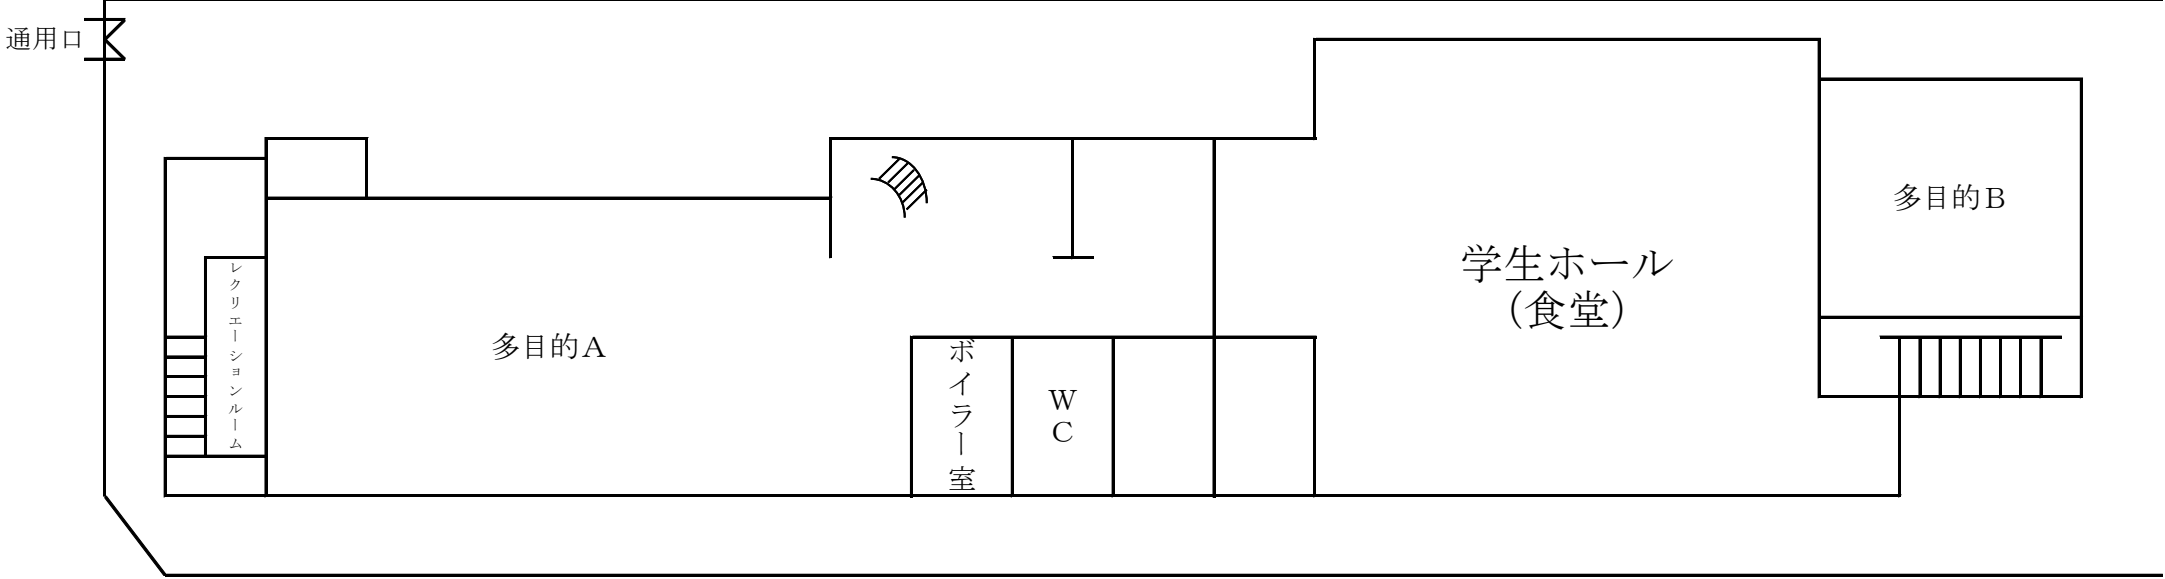 通用口
レクリエーションルーム
多目的Ａ
ボイラー室
ＷＣ
学生ホール
（食堂）
多目的Ｂ